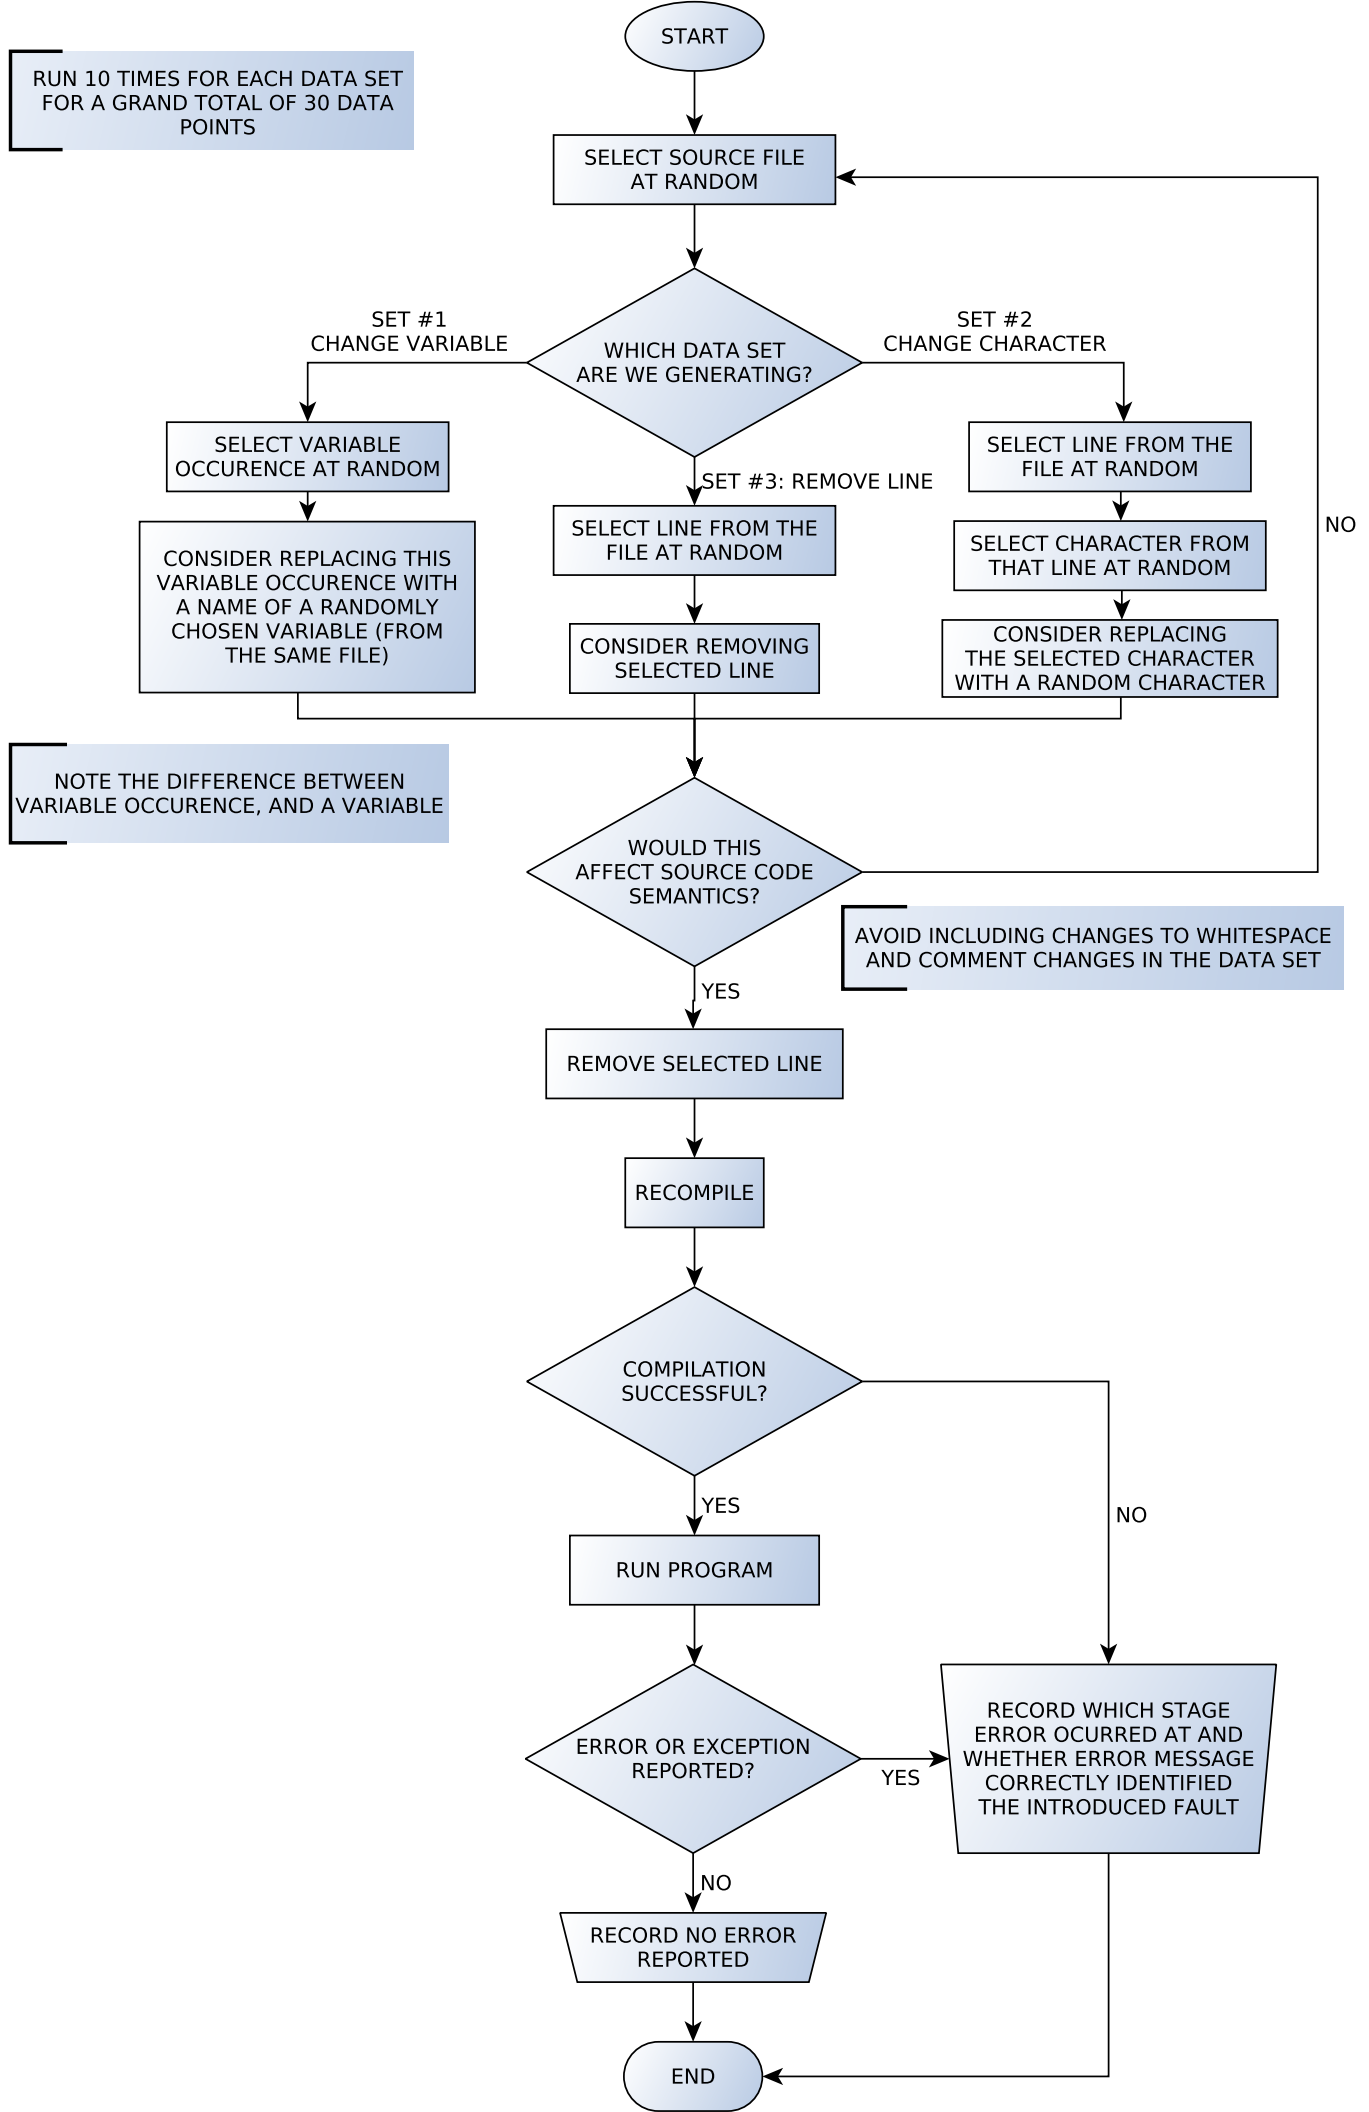 START
RUN 10 TIMES FOR EACH DATA SET
FOR A GRAND TOTAL OF 30 DATA
POINTS
SELECT SOURCE FILE
AT RANDOM
SET #1
CHANGE VARIABLE
WHICH DATA SET
ARE WE GENERATING?
SET #2
CHANGE CHARACTER
SELECT VARIABLE
OCCURENCE AT RANDOM
SET #3: REMOVE LINE
SELECT LINE FROM THE
FILE AT RANDOM
CONSIDER REPLACING THIS
VARIABLE OCCURENCE WITH
A NAME OF A RANDOMLY
CHOSEN VARIABLE (FROM
THE SAME FILE)
SELECT LINE FROM THE
FILE AT RANDOM
SELECT CHARACTER FROM
THAT LINE AT RANDOM
NO
CONSIDER REMOVING
SELECTED LINE
CONSIDER REPLACING
THE SELECTED CHARACTER
WITH A RANDOM CHARACTER
NOTE THE DIFFERENCE BETWEEN
VARIABLE OCCURENCE, AND A VARIABLE
WOULD THIS
AFFECT SOURCE CODE
SEMANTICS?
AVOID INCLUDING CHANGES TO WHITESPACE
AND COMMENT CHANGES IN THE DATA SET
YES
REMOVE SELECTED LINE
RECOMPILE
COMPILATION
SUCCESSFUL?
YES
NO
RUN PROGRAM
ERROR OR EXCEPTION
REPORTED?
YES
RECORD WHICH STAGE
ERROR OCURRED AT AND
WHETHER ERROR MESSAGE
CORRECTLY IDENTIFIED
THE INTRODUCED FAULT
NO
RECORD NO ERROR
REPORTED
END